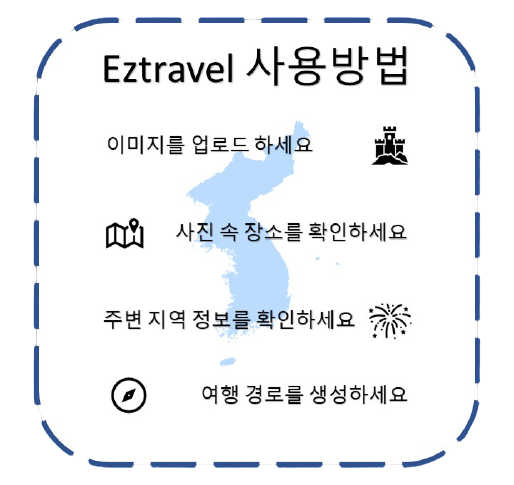 Eztravel 사용방법
이미지를 업로드 하세요
사진 속 장소를 확인하세요
주변 지역 정보를 확인하세요
여행 경로를 생성하세요